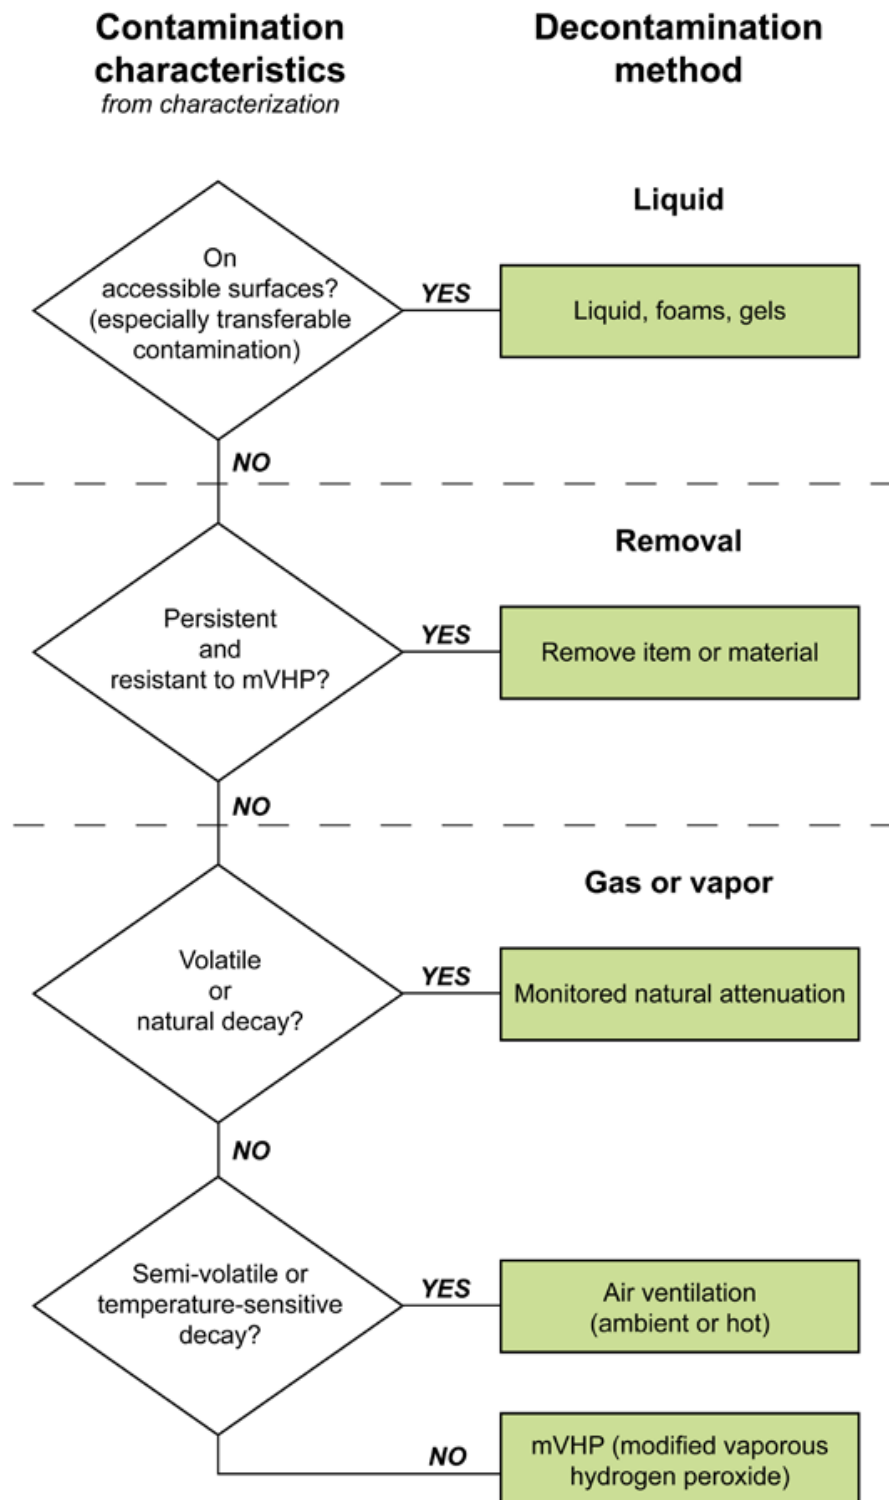 Contamination
characteristics
from characterization
Decontamination
method
On
accessible surfaces?
(especially transferable
contamination)
YES
Liquid
Liquid, foams, gels
NO
Persistent
and
resistant to mVHP?
YES
Removal
Remove item or material
NO
Volatile
or
natural decay?
YES
Gas or vapor
Monitored natural attenuation
NO
Semi-volatile or
temperature-sensitive
decay?
YES
Air ventilation
(ambient or hot)
NO
mVHP (modified vaporous
hydrogen peroxide)